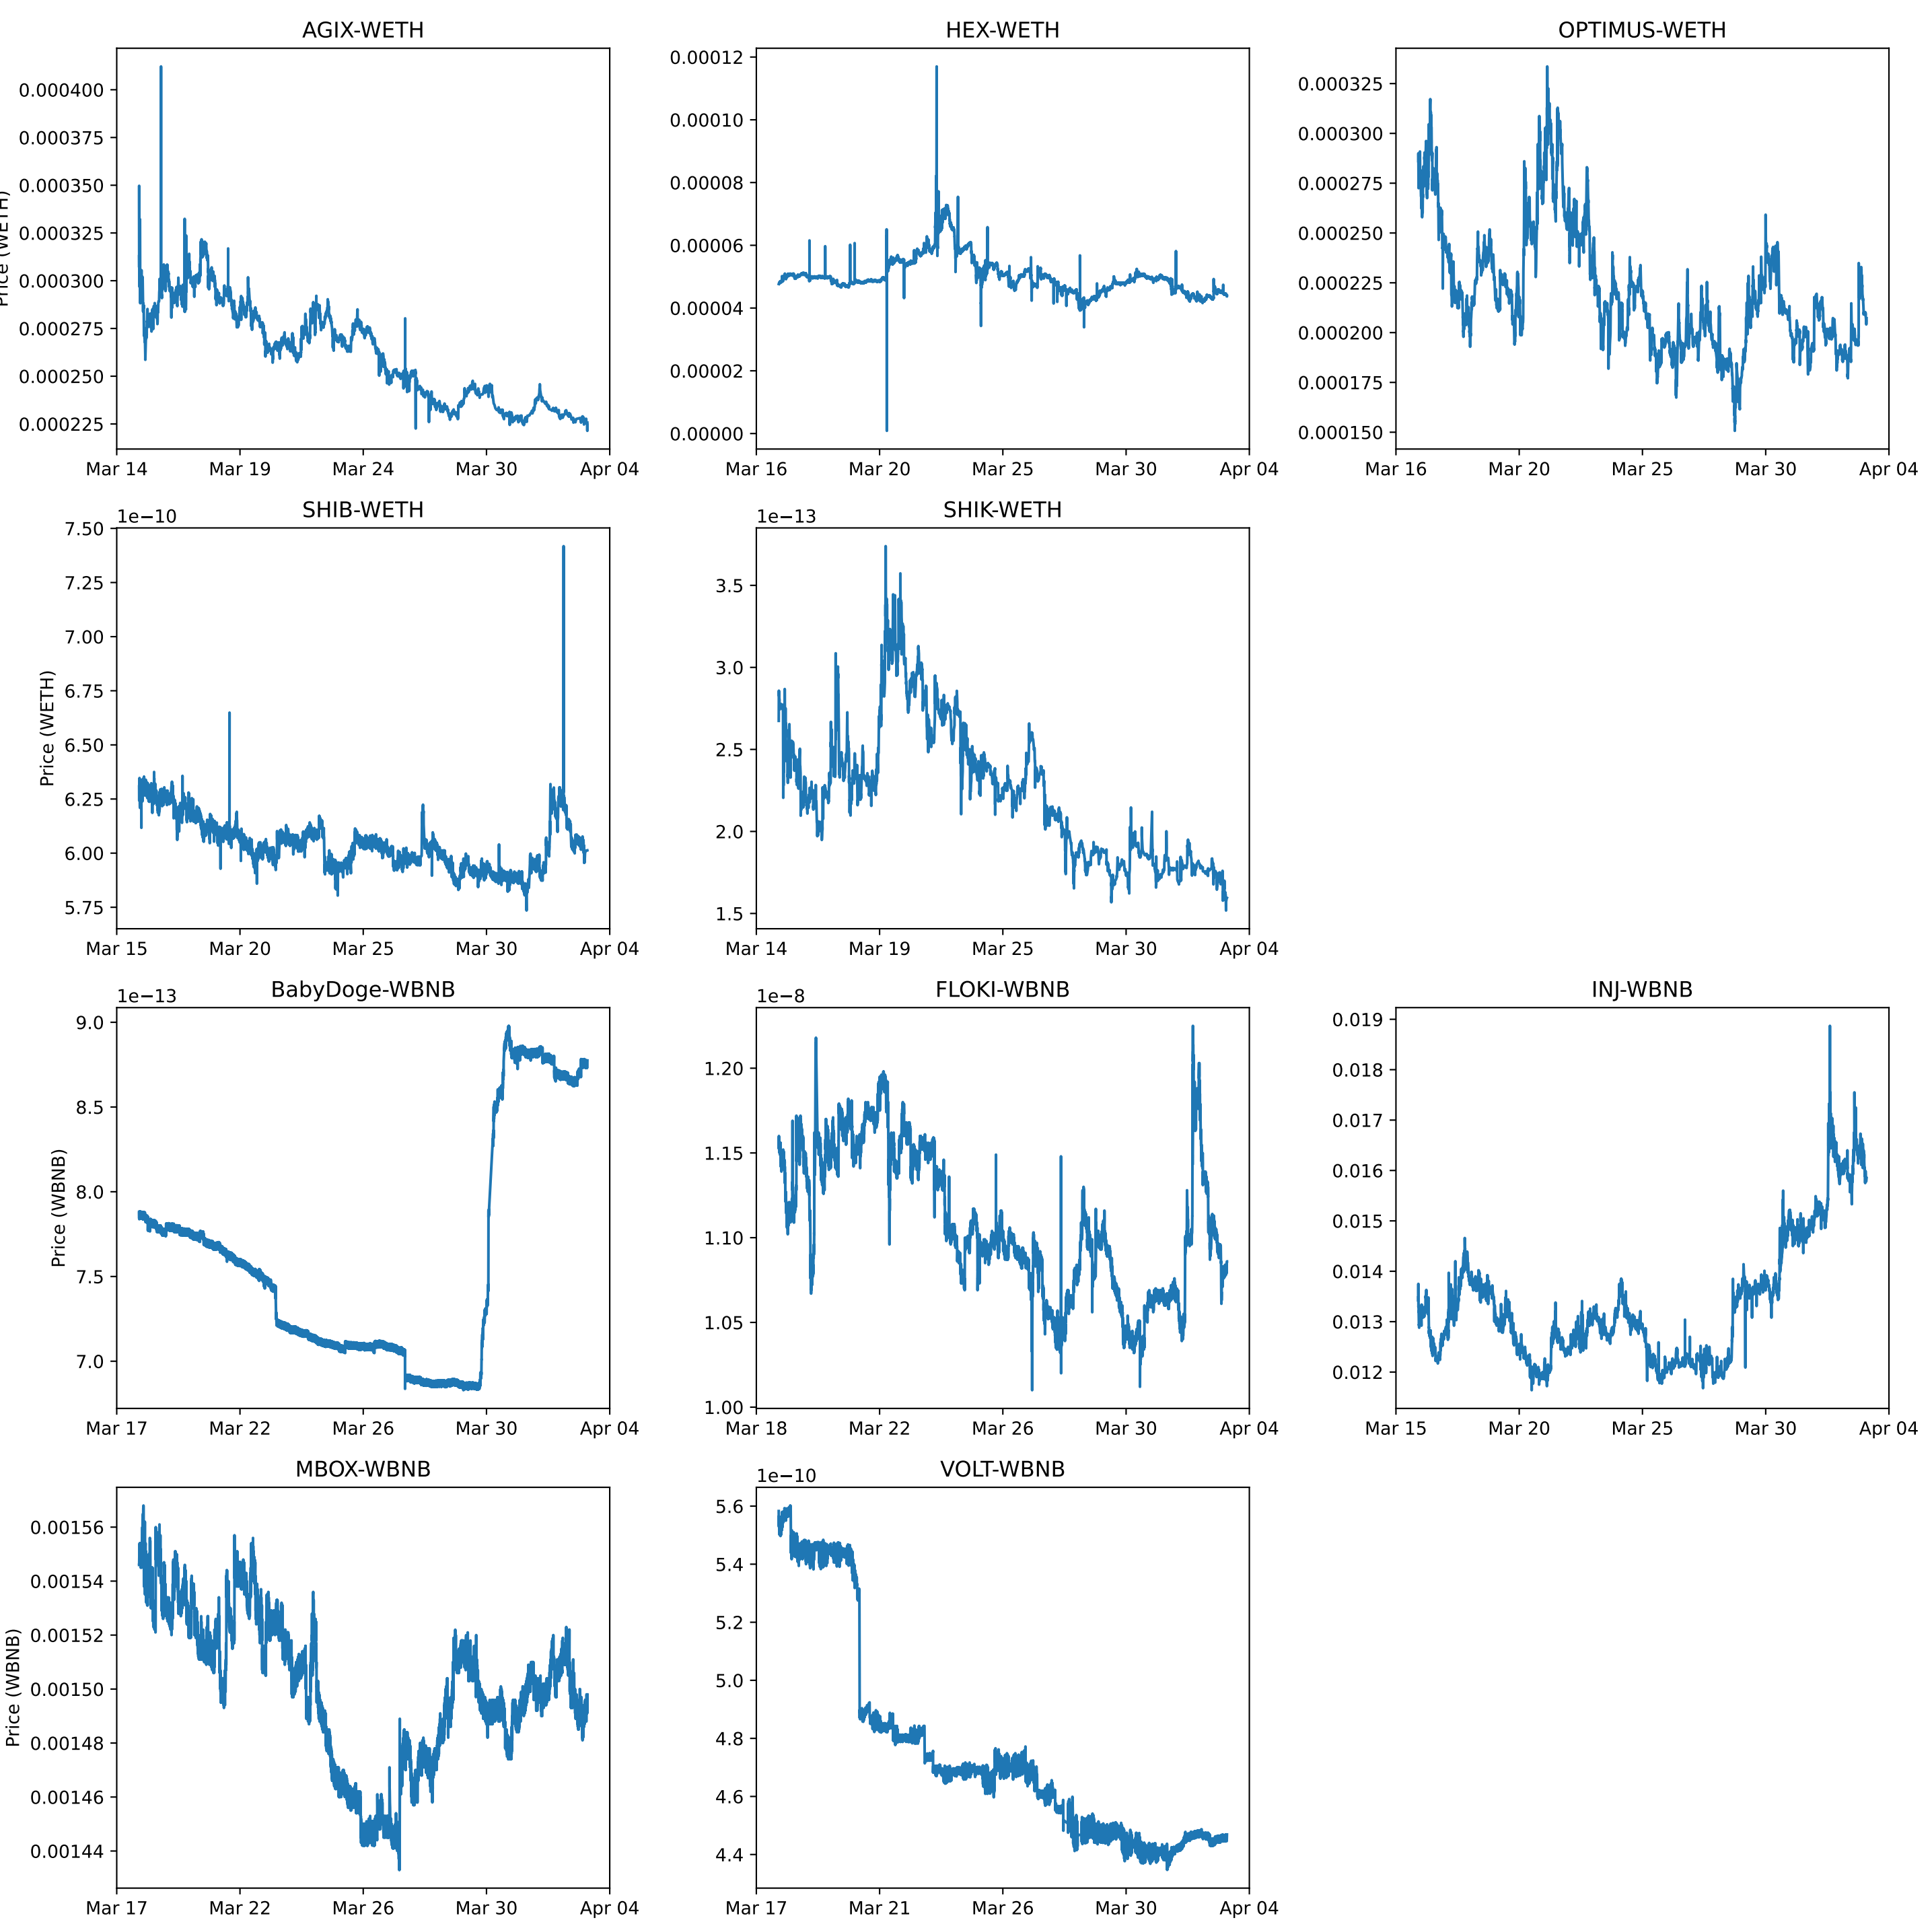 AGIX-WETH
Price (WETH)
0.000400
0.000375
0.000350
0.000325
0.000300
0.000275
0.000250
0.000225
Mar 14 Mar 19 Mar 24 Mar 30 Apr 04
HEX-WETH
0.00012
0.00010
0.00008
0.00006
0.00004
0.00002
0.00000
Mar 16 Mar 20 Mar 25 Mar 30 Apr 04
OPTIMUS-WETH
0.000325
0.000300
0.000275
0.000250
0.000225
0.000200
0.000175
0.000150
Mar 16 Mar 20 Mar 25 Mar 30 Apr 04
SHIB-WETH
1e−10
Price (WETH)
7.50
7.25
7.00
6.75
6.50
6.25
6.00
5.75
Mar 15 Mar 20 Mar 25 Mar 30 Apr 04
SHIK-WETH
1e−13
3.5
3.0
2.5
2.0
1.5
Mar 14 Mar 19 Mar 25 Mar 30 Apr 04
BabyDoge-WBNB
1e−13
Price (WBNB)
9.0
8.5
8.0
7.5
7.0
Mar 17 Mar 22 Mar 26 Mar 30 Apr 04
FLOKI-WBNB
1e−8
1.20
1.15
1.10
1.05
1.00
Mar 18 Mar 22 Mar 26 Mar 30 Apr 04
INJ-WBNB
0.019
0.018
0.017
0.016
0.015
0.014
0.013
0.012
Mar 15 Mar 20 Mar 25 Mar 30 Apr 04
MBOX-WBNB
Price (WBNB)
0.00156
0.00154
0.00152
0.00150
0.00148
0.00146
0.00144
Mar 17 Mar 22 Mar 26 Mar 30 Apr 04
VOLT-WBNB
1e−10
5.6
5.4
5.2
5.0
4.8
4.6
4.4
Mar 17 Mar 21 Mar 26 Mar 30 Apr 04